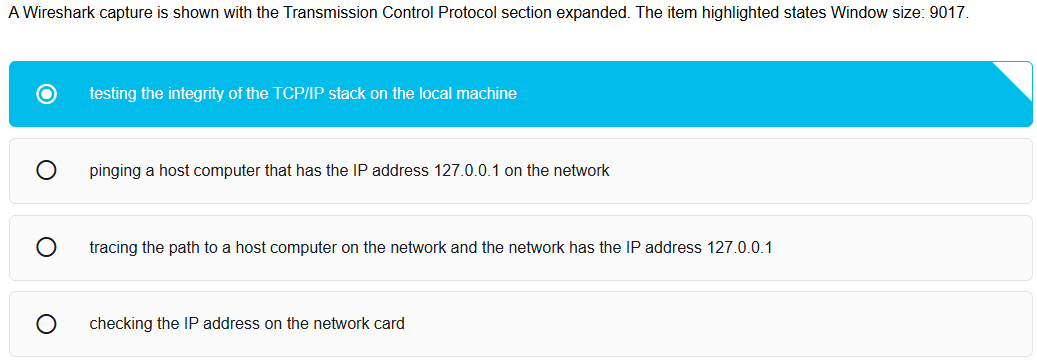 A Wireshark capture is shown with the Transmission Control Protocol section expanded. The item highlighted states Window size: 9017.
testing the integrity of the TCP/IP stack on the local machine
pinging a host computer that has the IP address 127.0.0.1 on the network
tracing the path to a host computer on the network and the network has the IP address 127.0.0.1
checking the IP address on the network card